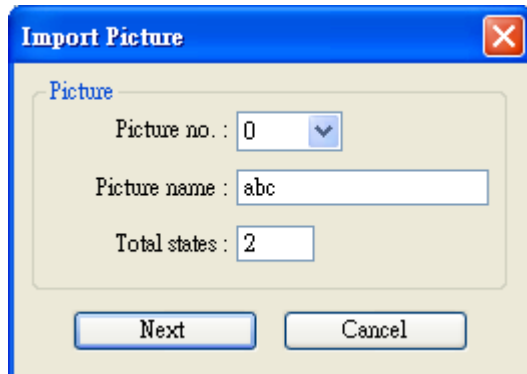 Import Picture
Picture
Picture no. : 0
Picture name : abc
Total states : 2
Next Cancel